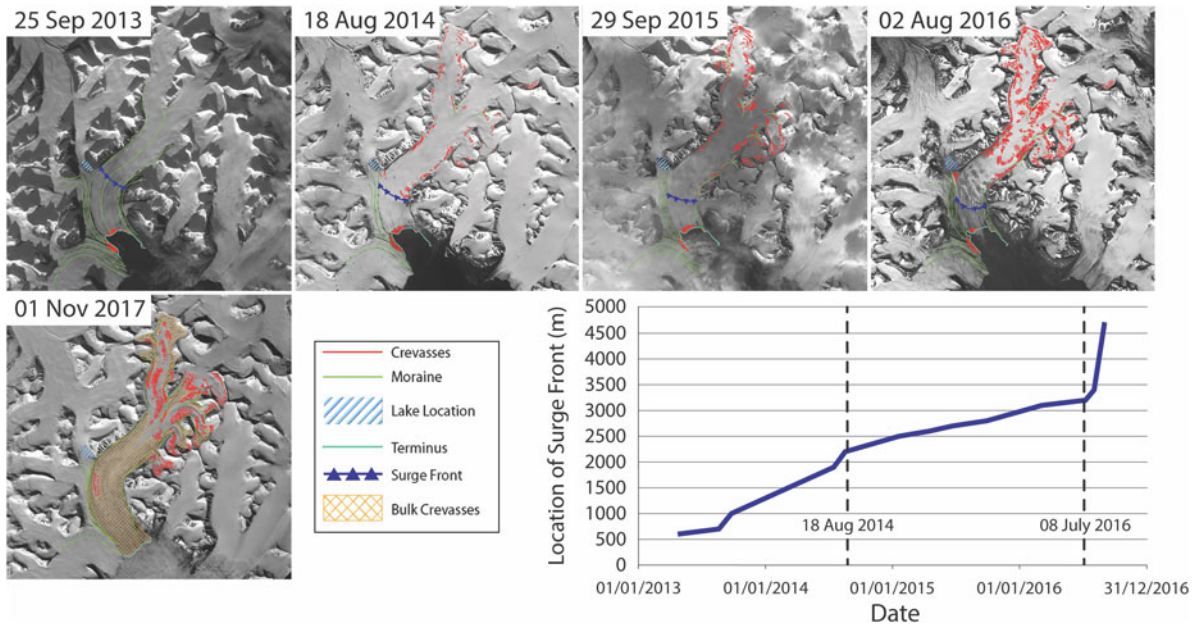 25 Sep 2013
18 Aug 2014
29 Sep 2015
02 Aug 2016
01 Nov 2017
Crevasses
Moraine
Lake Location
Terminus
Surge Front
Bulk Crevasses
Location of Surge Front (m)
5000
4500
4000
3500
3000
2500
2000
1500
1000
500
0
18 Aug 2014
08 July 2016
01/01/2013
01/01/2014
01/01/2015
01/01/2016
31/12/2016
Date